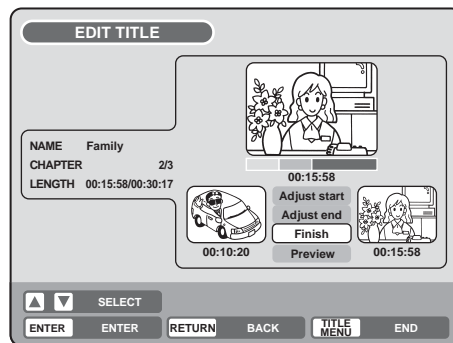 EDIT TITLE
NAME Family
CHAPTER 2/3
LENGTH 00:15:58/00:30:17
00:15:58
Adjust start
Adjust end
Finish
Preview
00:10:20
00:15:58
SELECT
ENTER ENTER RETURN BACK TITLE MENU END